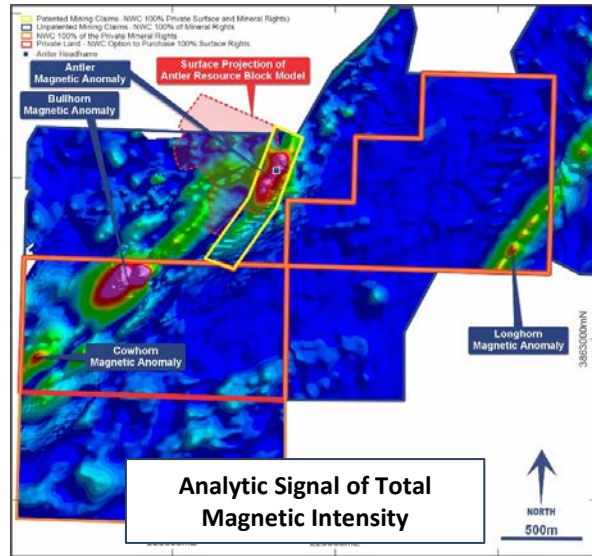 Patented Mining Claims - NWC 100% Private Surface and Mineral Rights)
Unpatented Mining Claims - NWC 100% of Mineral Rights
NWC 100% of the Private Mineral Rights
Private Land - NWC Option to Purchase 100% Surface Rights
Antler Headframe
Antler
Magnetic Anomaly
Surface Projection of
Antler Resource Block Model
Bullhorn
Magnetic Anomaly
Longhorn
Magnetic Anomaly
3863000mN
Cowhorn
Magnetic Anomaly
Analytic Signal of Total
Magnetic Intensity
NORTH
500m